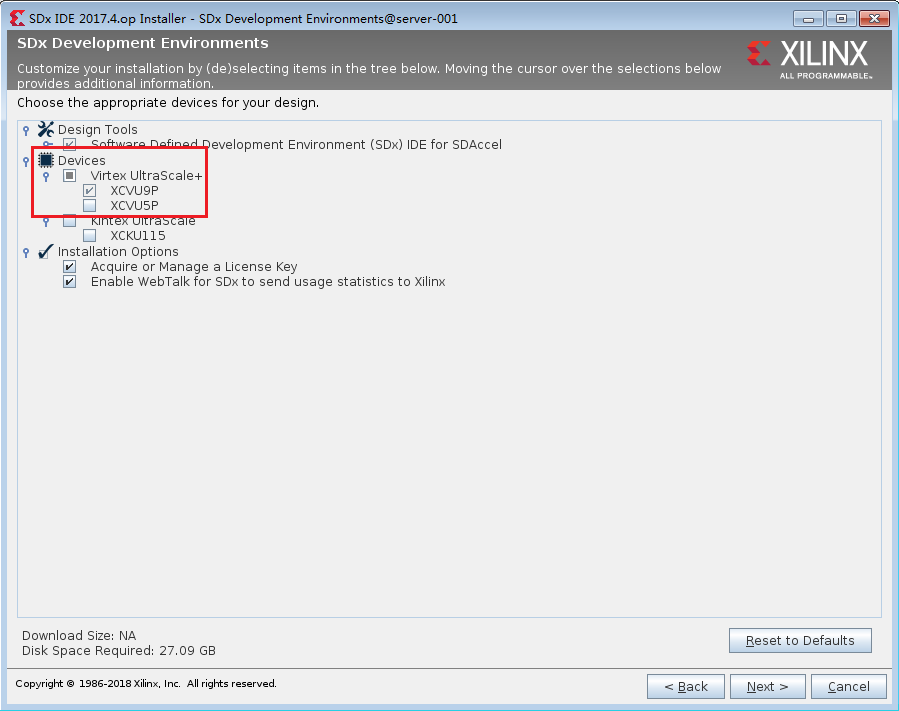 SDx IDE 2017.4.op Installer - SDx Development Environments@server-001
SDx Development Environments
Customize your installation by (de)selecting items in the tree below. Moving the cursor over the selections below
provides additional information.
XILINX
ALL PROGRAMMABLE™
Choose the appropriate devices for your design.
Design Tools
Software Defined Development Environment (SDx) IDE for SDAccel
Devices
Virtex UltraScale+
XCVU9P
XCVU5P
Kintex UltraScale
XCKU115
Installation Options
Acquire or Manage a License Key
Enable WebTalk for SDx to send usage statistics to Xilinx
Download Size: NA
Disk Space Required: 27.09 GB
Reset to Defaults
Copyright © 1986-2018 Xilinx, Inc. All rights reserved.
< Back
Next >
Cancel